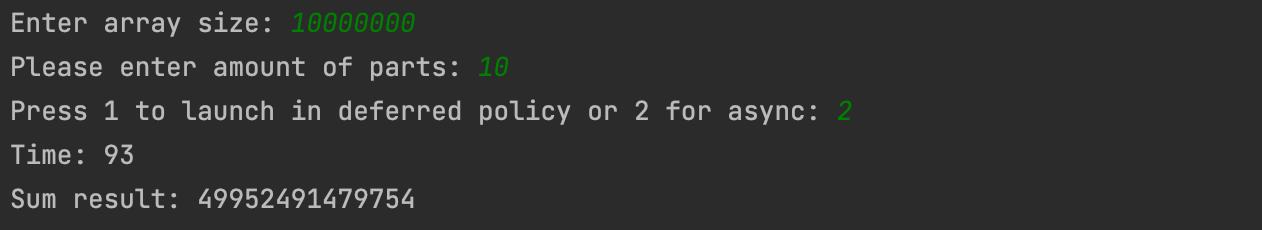 Enter array size: 10000000
Please enter amount of parts: 10
Press 1 to launch in deferred policy or 2 for async: 2
Time: 93
Sum result: 49952491479754